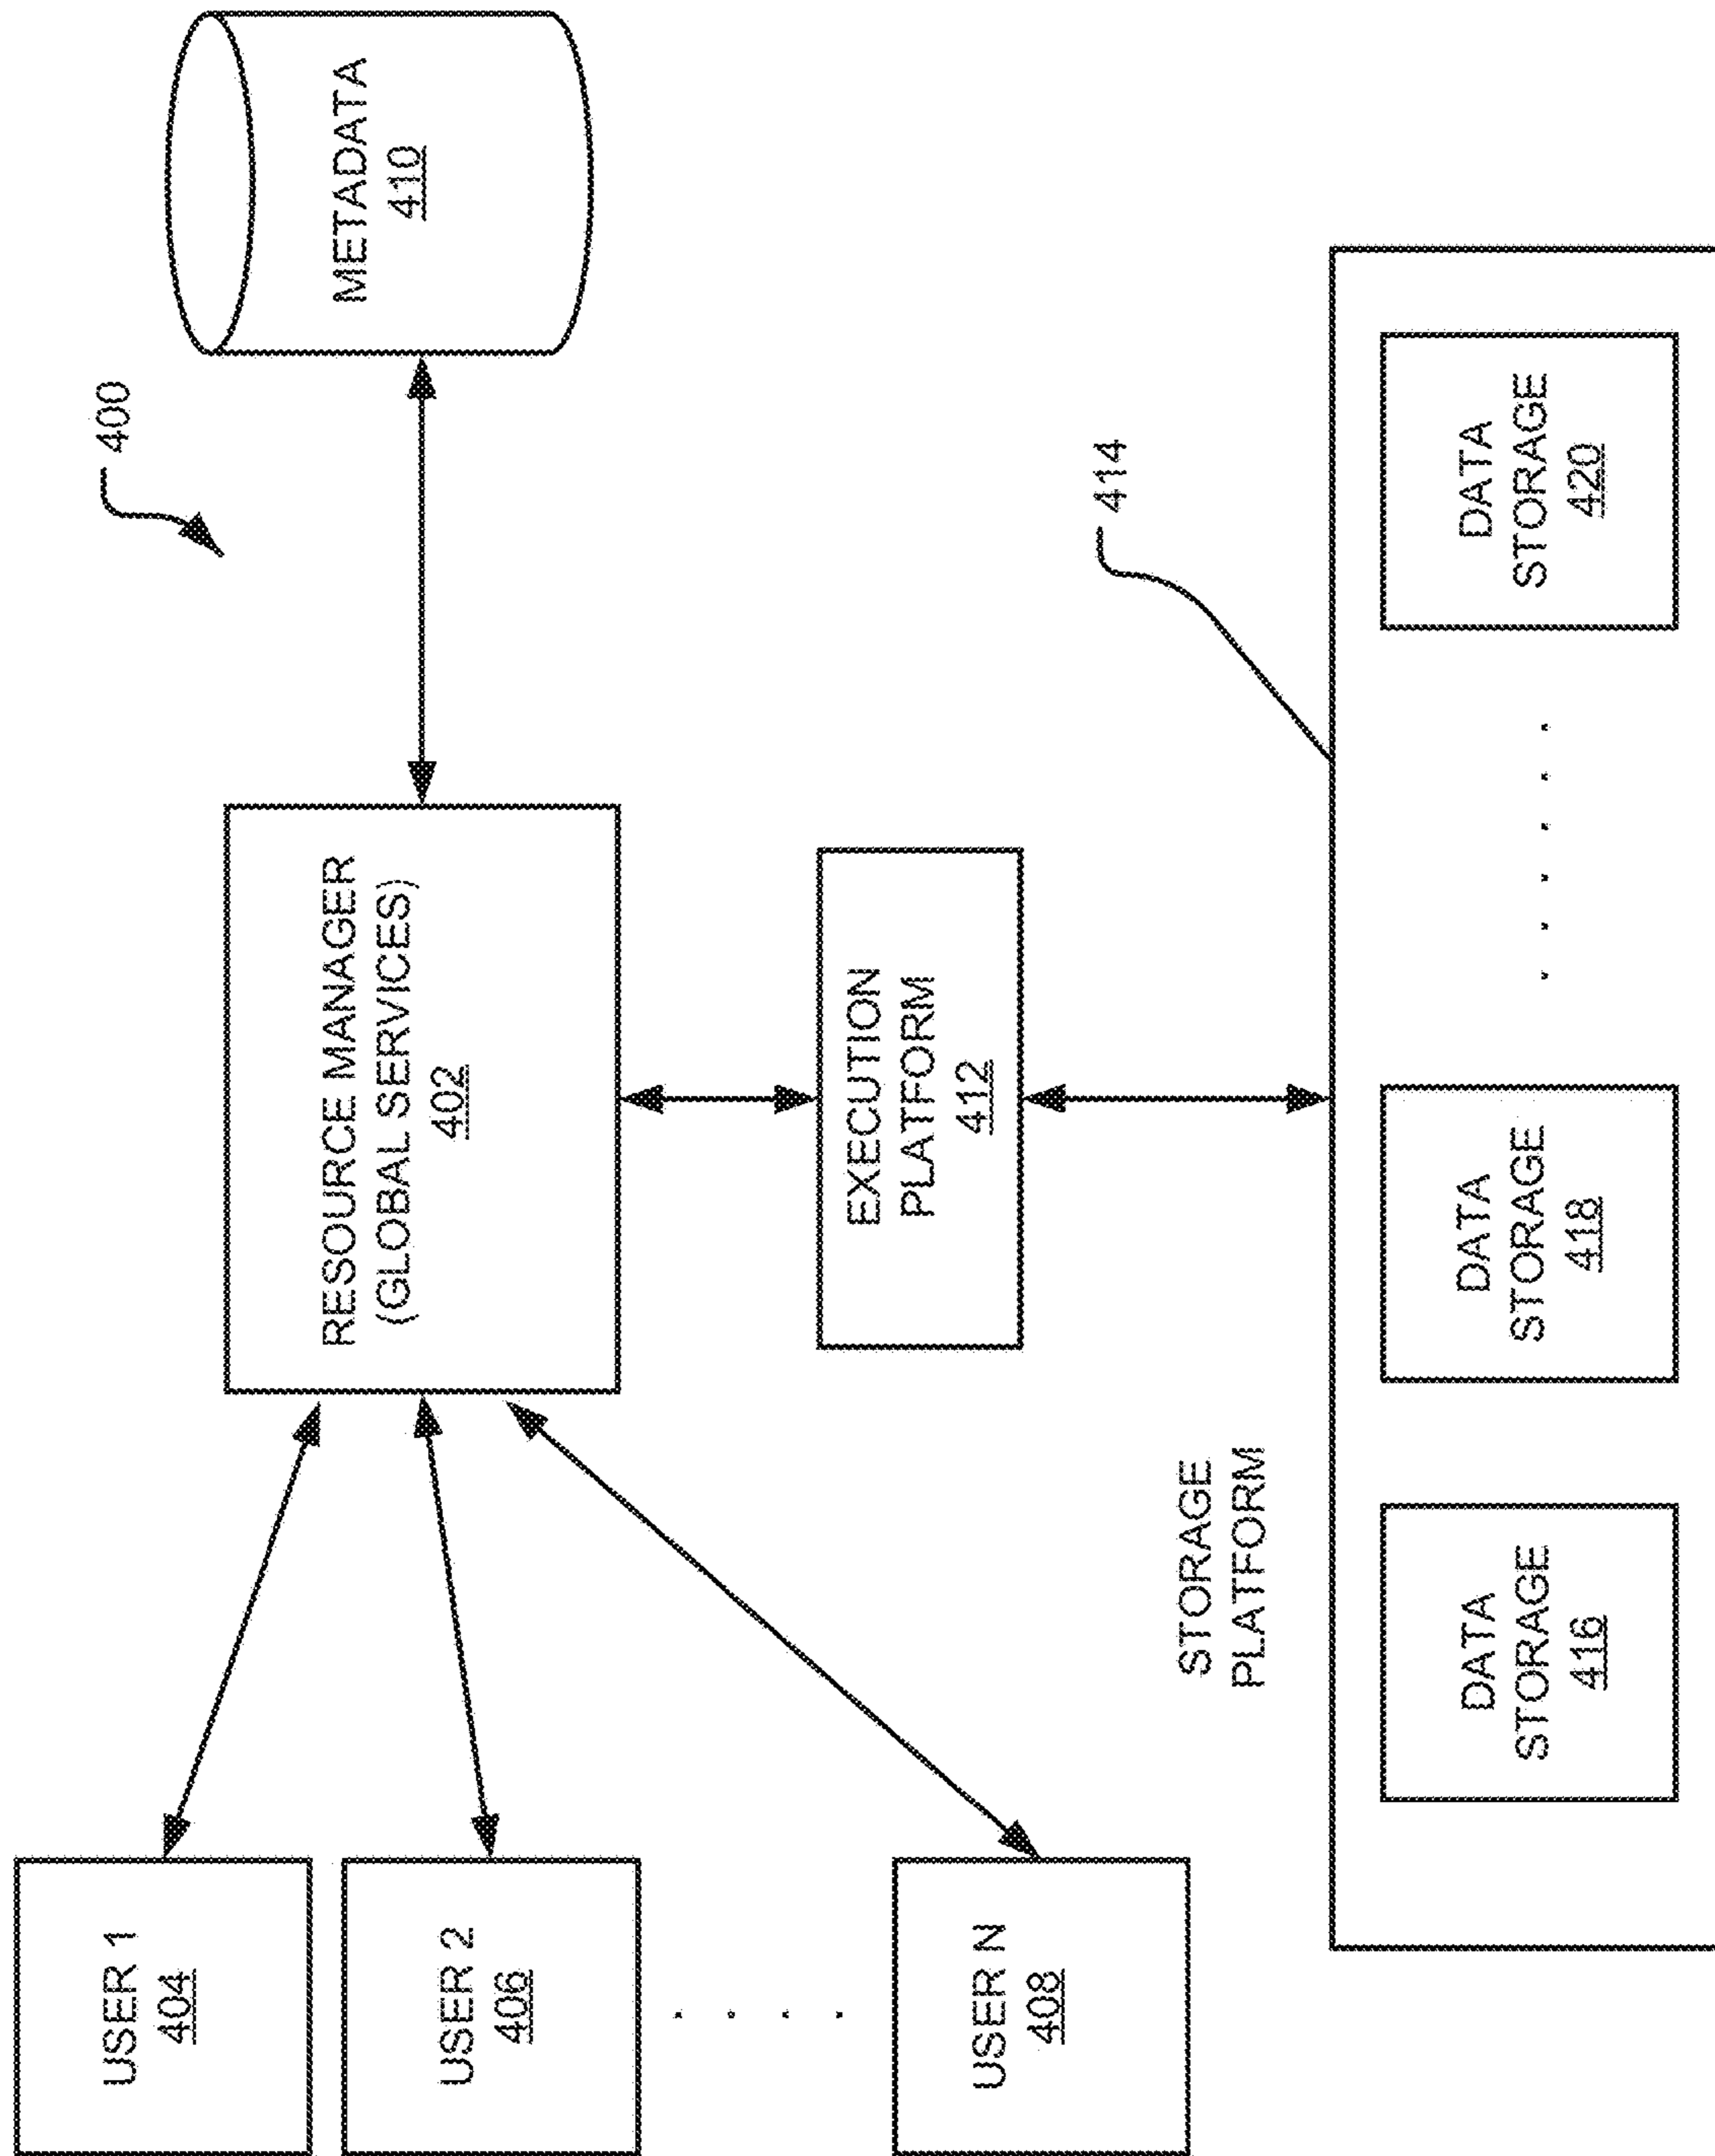 400
USER 1
404
USER 2
406
USER N
408
RESOURCE MANAGER
(GLOBAL SERVICES)
402
METADATA
410
EXECUTION
PLATFORM
412
STORAGE
PLATFORM
414
DATA
STORAGE
416
DATA
STORAGE
418
DATA
STORAGE
420